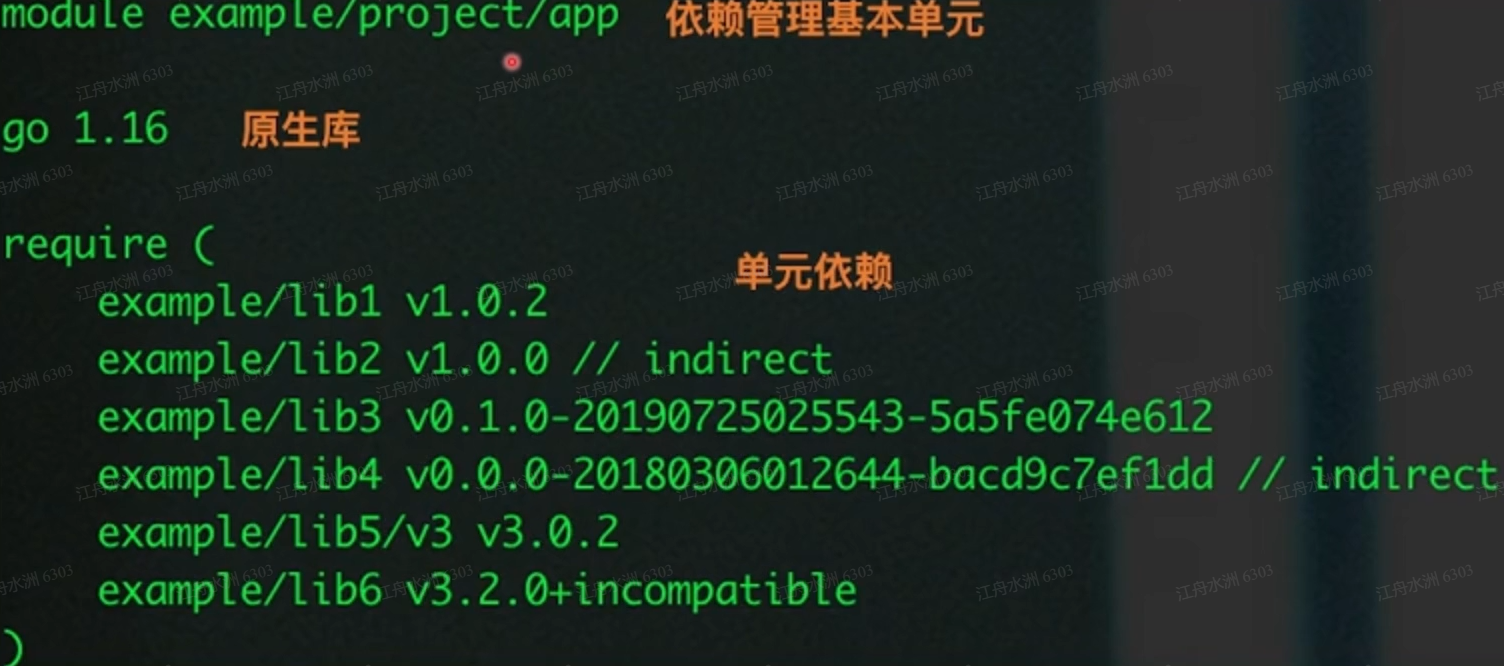 module example/project/app 依赖管理基本单元
go 1.16 原生库
require (
单元依赖
example/lib1 v1.0.2
example/lib2 v1.0.0 // indirect
example/lib3 v0.1.0-20190725025543-5a5fe074e612
example/lib4 v0.0.0-20180306012644-bacd9c7ef1dd // indirect
example/lib5/v3 v3.0.2
example/lib6 v3.2.0+incompatible
)
江舟水洲 6303